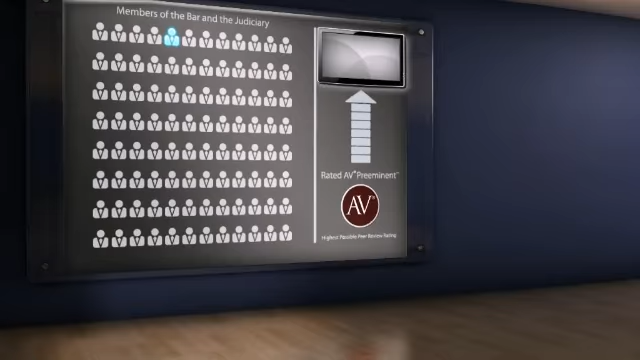 Members of the Bar and the Judiciary
Rated AV® Preeminent™
AV®
Highest Possible Peer Review Rating